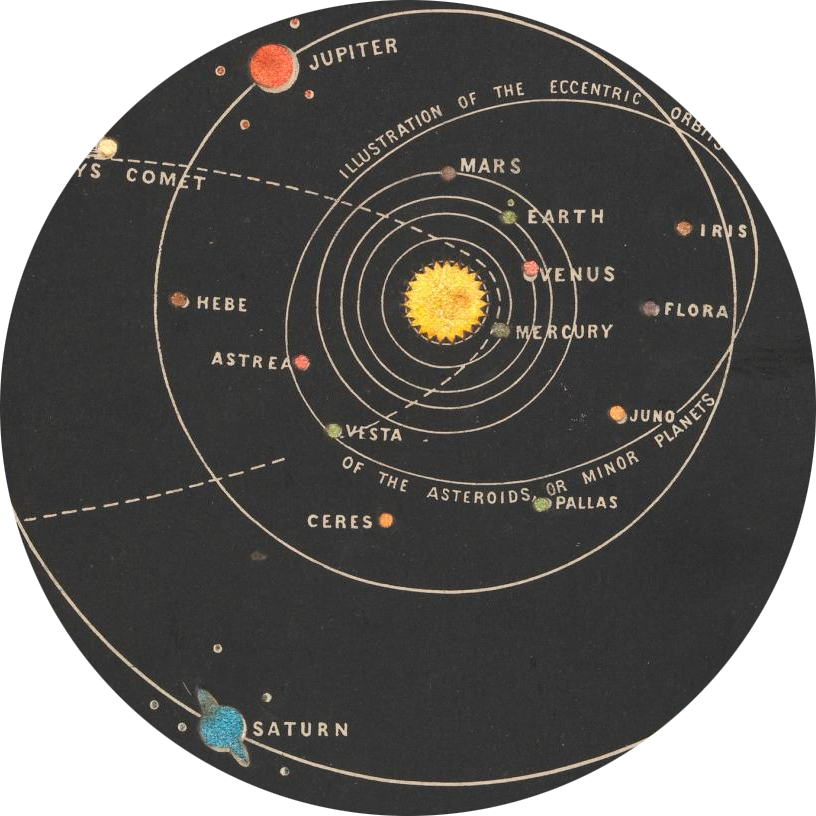 JUPITER
ILLUSTRATION OF THE ECCENTRIC ORBITS
MARS
YS COMET
EARTH
IRIS
VENUS
HEBE
FLORA
MERCURY
ASTREA
JUNO
VESTA
OF THE ASTEROIDS, OR MINOR PLANETS
PALLAS
CERES
SATURN